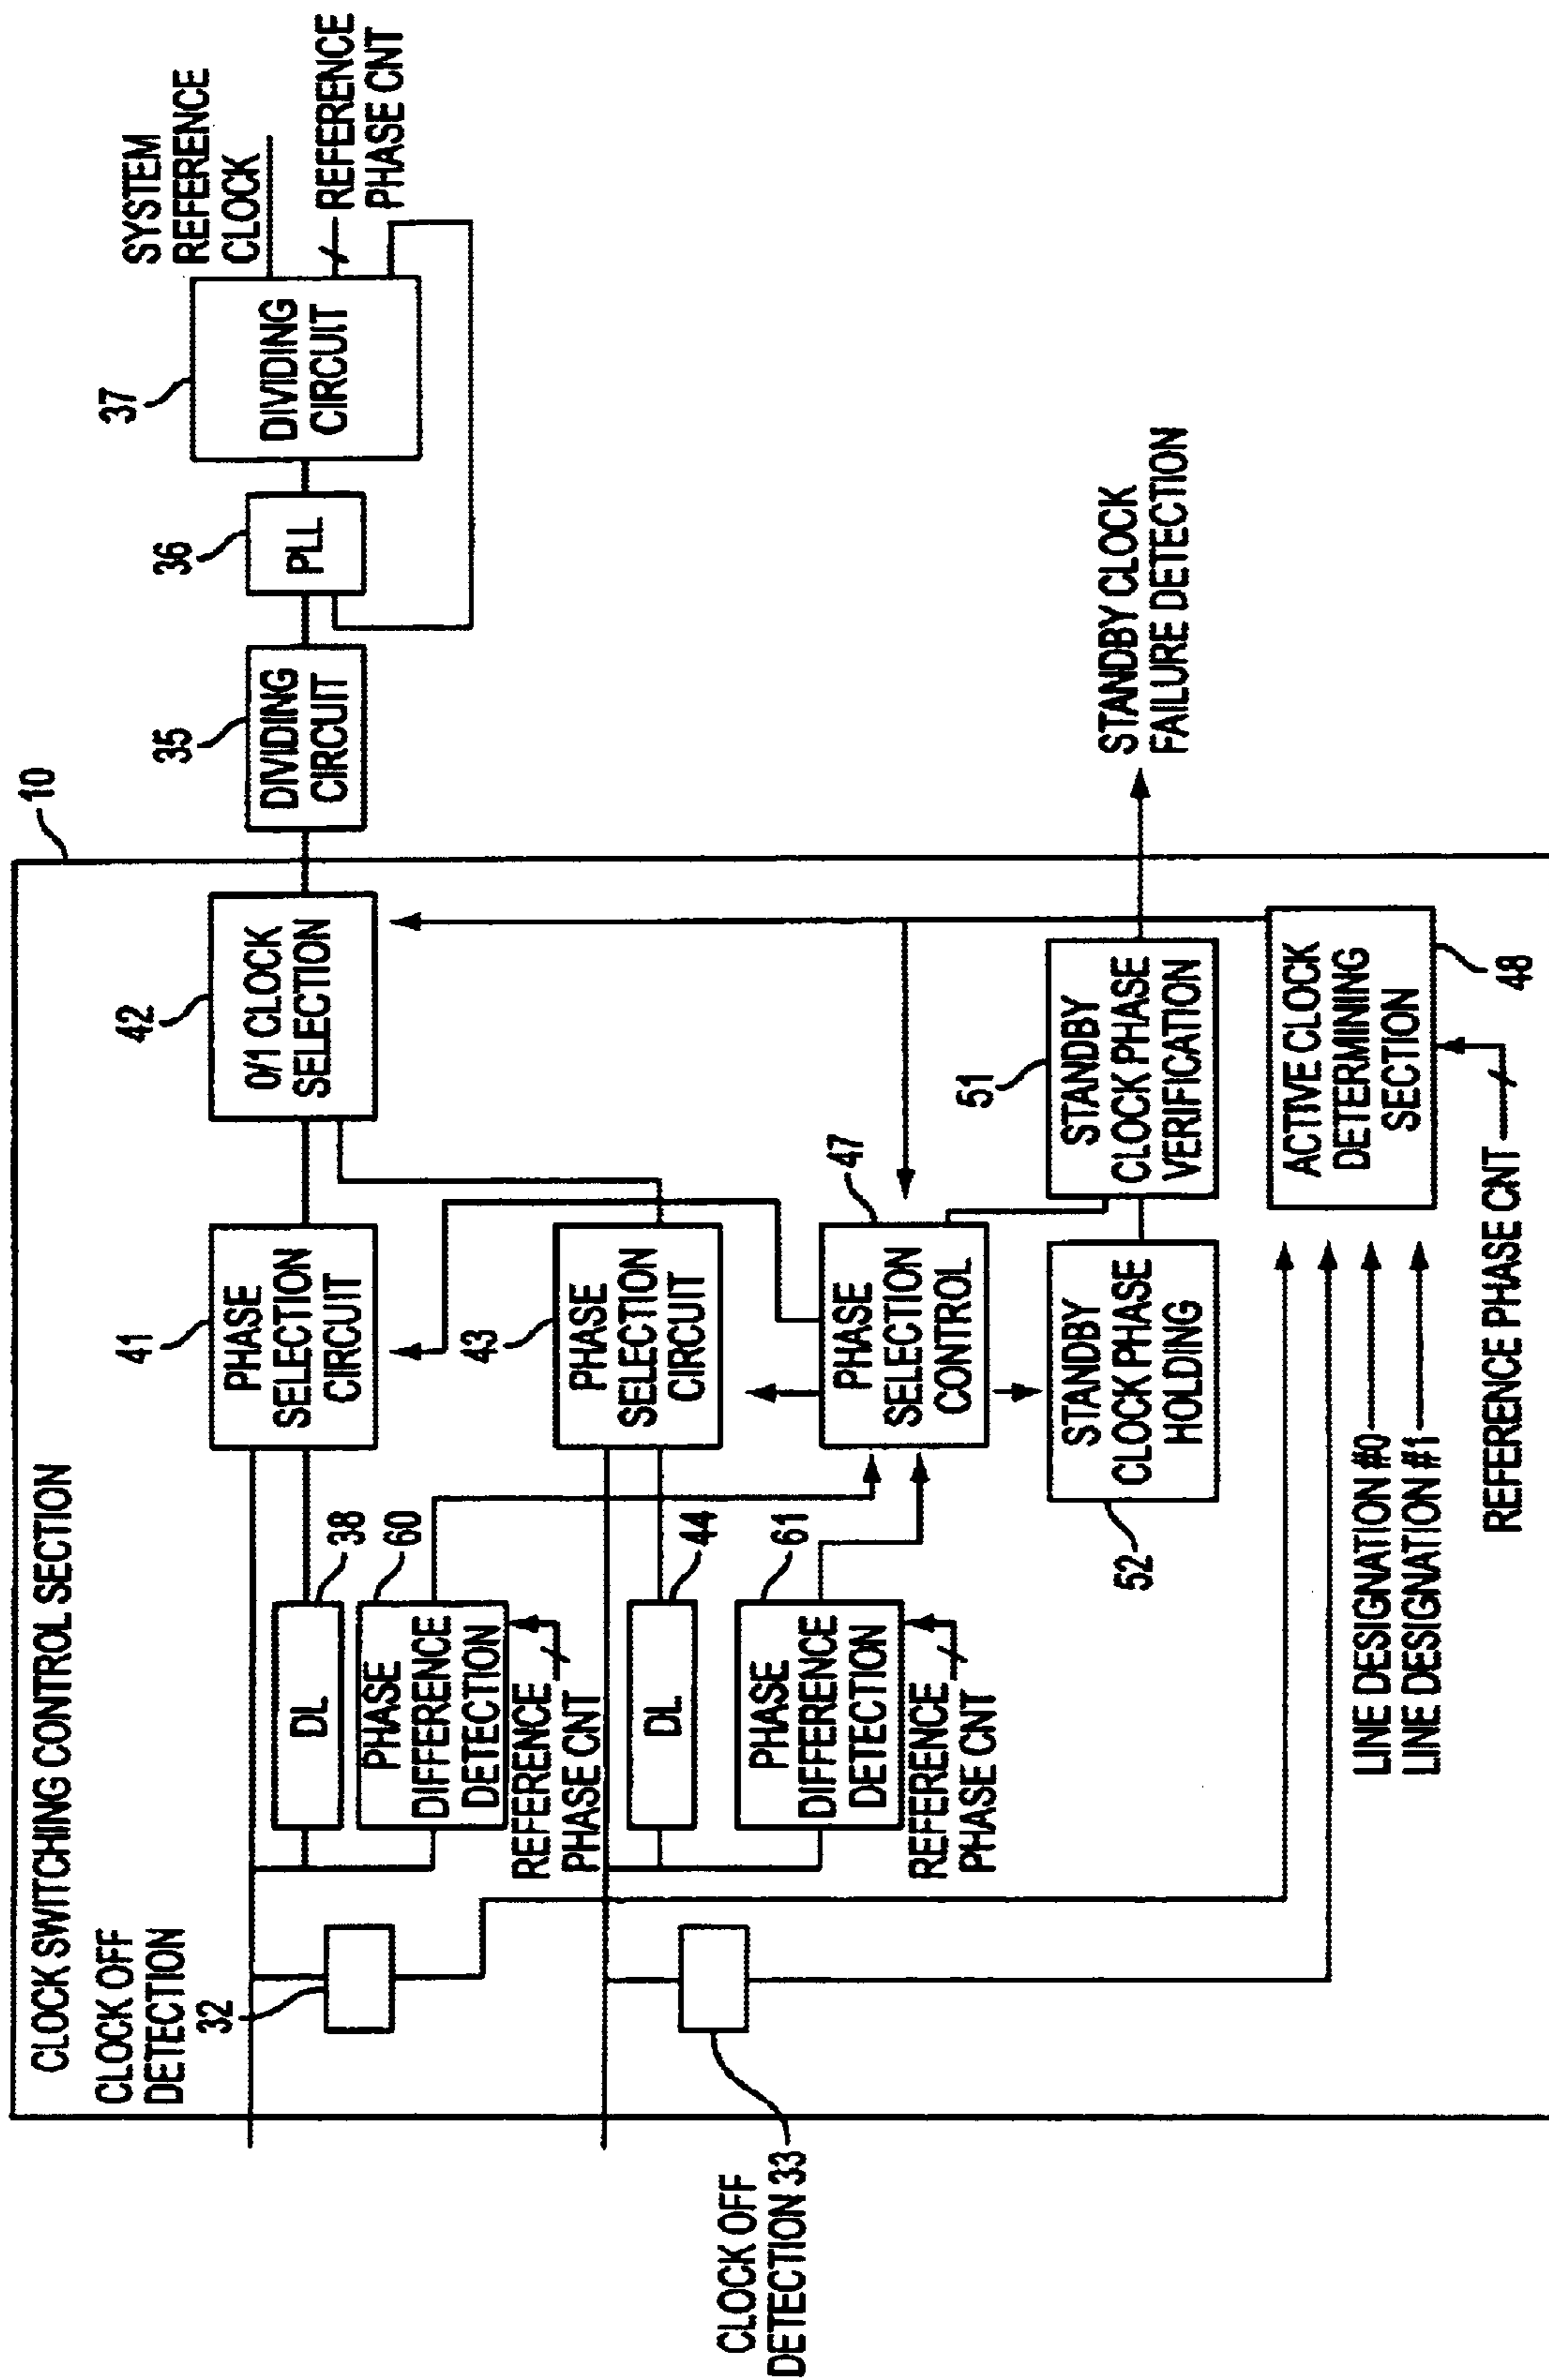 CLOCK SWITCHING CONTROL SECTION
10
CLOCK OFF
DETECTION
32
CLOCK OFF
DETECTION 33
DL
38
PHASE
DIFFERENCE
DETECTION
60
REFERENCE
PHASE CNT
DL
44
PHASE
DIFFERENCE
DETECTION
61
REFERENCE
PHASE CNT
41
PHASE
SELECTION
CIRCUIT
43
PHASE
SELECTION
CIRCUIT
47
PHASE
SELECTION
CONTROL
STANDBY
CLOCK PHASE
HOLDING
52
42
0/1 CLOCK
SELECTION
51
STANDBY
CLOCK PHASE
VERIFICATION
ACTIVE CLOCK
DETERMINING
SECTION
48
LINE DESIGNATION #0
LINE DESIGNATION #1
REFERENCE PHASE CNT
STANDBY CLOCK
FAILURE DETECTION
35
DIVIDING
CIRCUIT
36
PLL
37
DIVIDING
CIRCUIT
SYSTEM
REFERENCE
CLOCK
REFERENCE
PHASE CNT